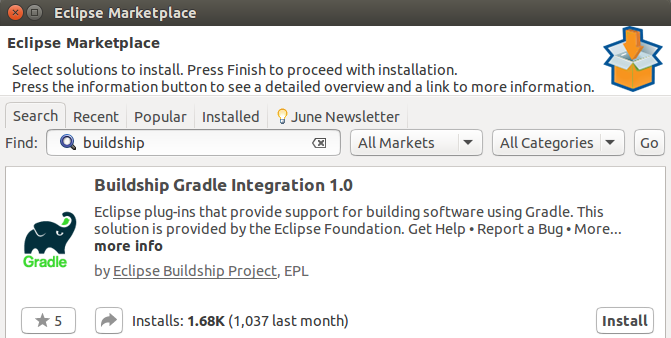 Eclipse Marketplace
Eclipse Marketplace
Select solutions to install. Press Finish to proceed with installation.
Press the information button to see a detailed overview and a link to more information.
Search Recent Popular Installed June Newsletter
Find: buildship All Markets All Categories Go
Buildship Gradle Integration 1.0
Eclipse plug-ins that provide support for building software using Gradle. This
solution is provided by the Eclipse Foundation. Get Help • Report a Bug • More...
more info
Gradle
by Eclipse Buildship Project, EPL
5 Installs: 1.68K (1,037 last month) Install